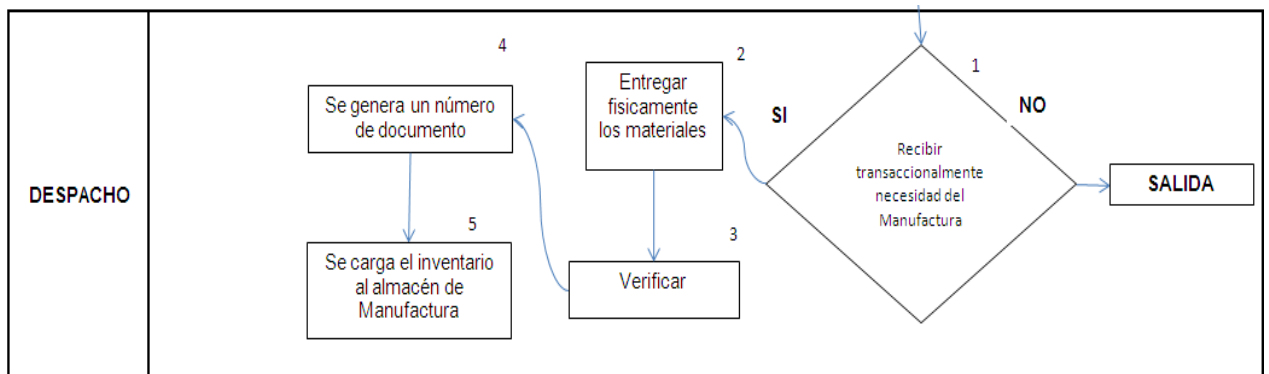 DESPACHO
4
Se genera un número
de documento
5
Se carga el inventario
al almacén de
Manufactura
2
Entregar
fisicamente
los materiales
3
Verificar
SI
1
NO
Recibir
transaccionalmente
necesidad del
Manufactura
SALIDA